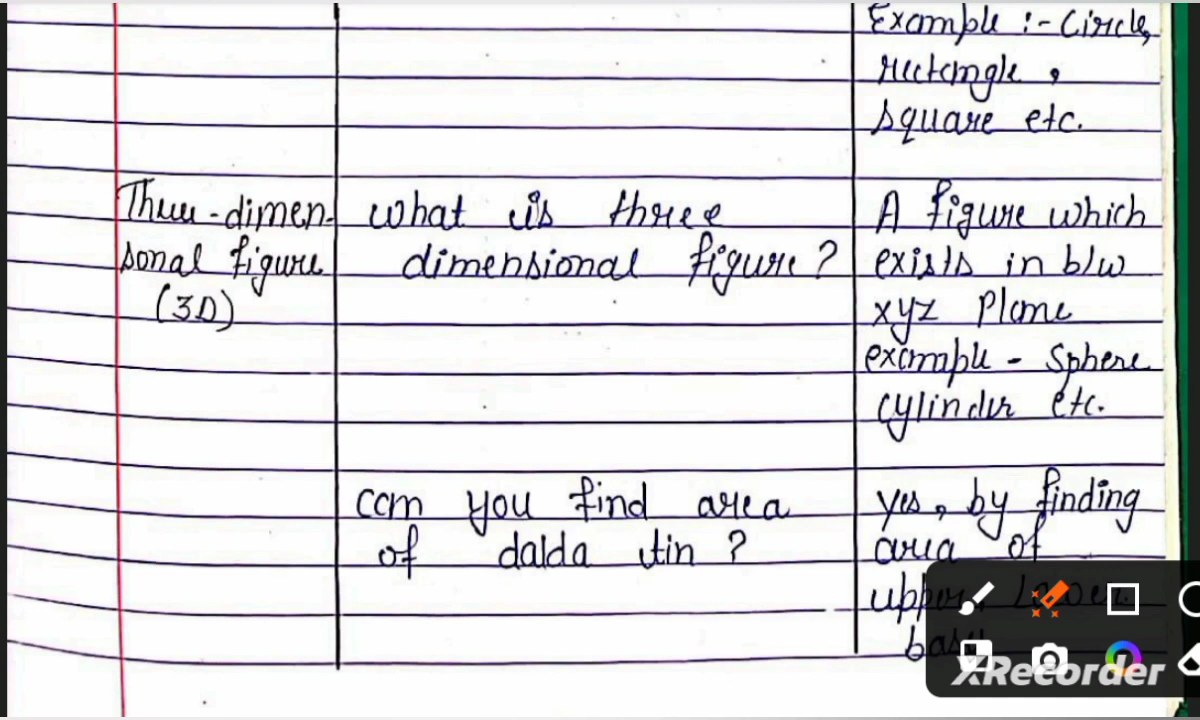 Example :- Circle,
rectangle,
square etc.
Three-dimen-
sonal figure
(3D)
what is three
dimensional figure?
A figure which
exists in b/w
xyz Plane
example - Sphere
cylinder etc.
can you find area
of dalda tin?
yes, by finding
area of
upper, Lower
XRecorder